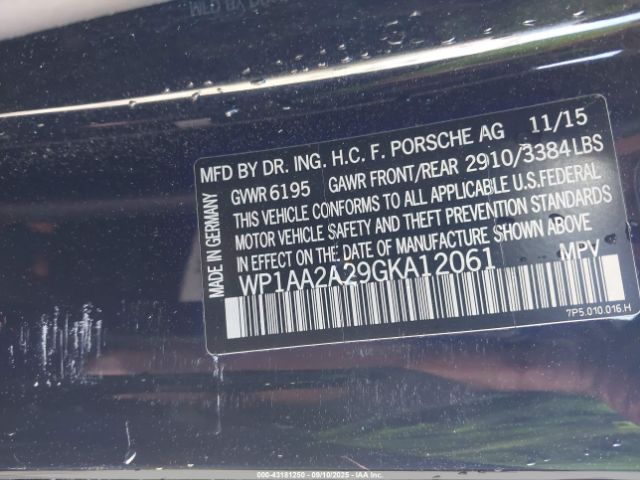 MFD BY DR. ING. H.C. F. PORSCHE AG 11/15
GVWR 6195 GAWR FRONT/REAR 2910/3384 LBS
THIS VEHICLE CONFORMS TO ALL APPLICABLE U.S. FEDERAL
MOTOR VEHICLE SAFETY AND THEFT PREVENTION STANDARDS
IN EFFECT ON THE DATE OF MANUFACTURE SHOWN ABOVE
WP1AA2A29GKA12061 MPV
7P5.010.016.H
MADE IN GERMANY
000-43181250 - 09/10/2025 - IAA Inc.